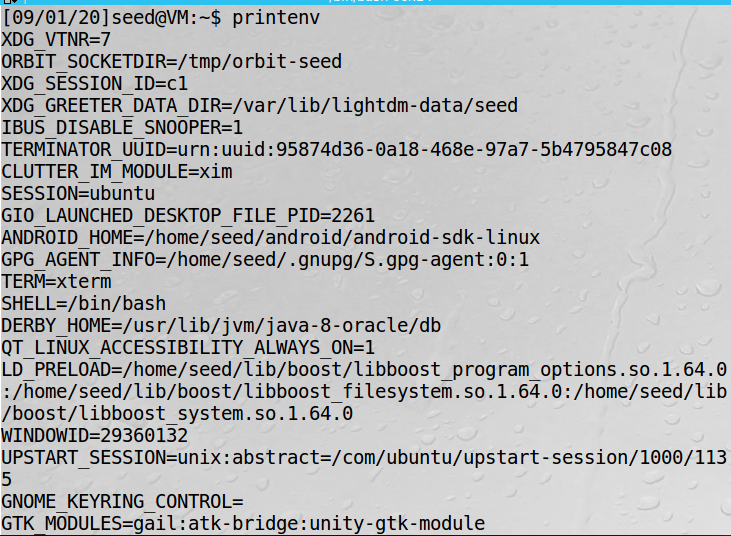 [09/01/20]seed@VM:~$ printenv
XDG_VTNR=7
ORBIT_SOCKETDIR=/tmp/orbit-seed
XDG_SESSION_ID=c1
XDG_GREETER_DATA_DIR=/var/lib/lightdm-data/seed
IBUS_DISABLE_SNOOPER=1
TERMINATOR_UUID=urn:uuid:95874d36-0a18-468e-97a7-5b4795847c08
CLUTTER_IM_MODULE=xim
SESSION=ubuntu
GIO_LAUNCHED_DESKTOP_FILE_PID=2261
ANDROID_HOME=/home/seed/android/android-sdk-linux
GPG_AGENT_INFO=/home/seed/.gnupg/S.gpg-agent:0:1
TERM=xterm
SHELL=/bin/bash
DERBY_HOME=/usr/lib/jvm/java-8-oracle/db
QT_LINUX_ACCESSIBILITY_ALWAYS_ON=1
LD_PRELOAD=/home/seed/lib/boost/libboost_program_options.so.1.64.0
:/home/seed/lib/boost/libboost_filesystem.so.1.64.0:/home/seed/lib
/boost/libboost_system.so.1.64.0
WINDOWID=29360132
UPSTART_SESSION=unix:abstract=/com/ubuntu/upstart-session/1000/113
5
GNOME_KEYRING_CONTROL=
GTK_MODULES=gail:atk-bridge:unity-gtk-module